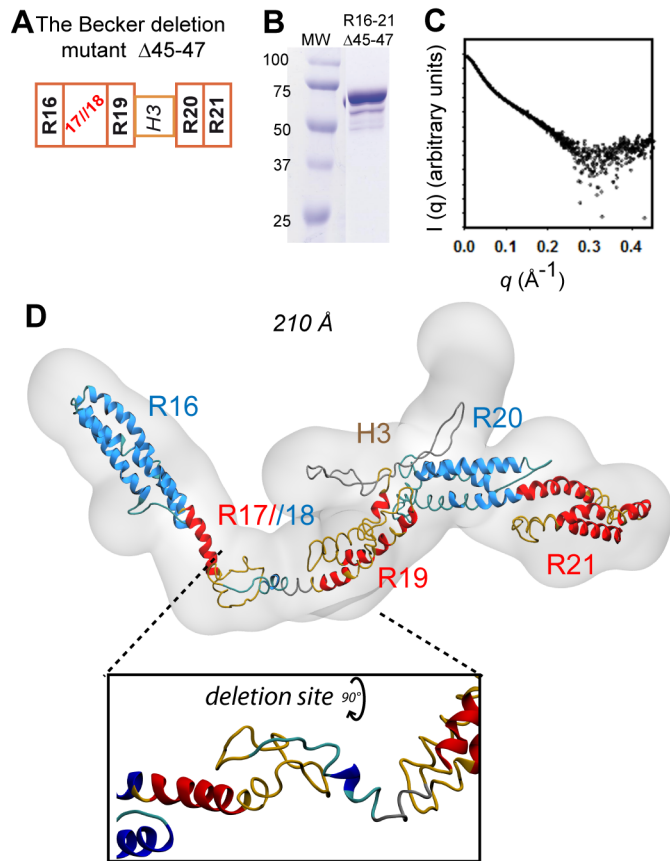 A The Becker deletion
mutant Δ45-47
R16
17//18
R19
H3
R20
R21
B
MW
R16-21
Δ45-47
100
75
50
37
25
C
I (q) (arbitrary units)
0.0 0.1 0.2 0.3 0.4
q (Å-1)
D
210 Å
R16
H3
R20
R17//18
R19
R21
deletion site 90°